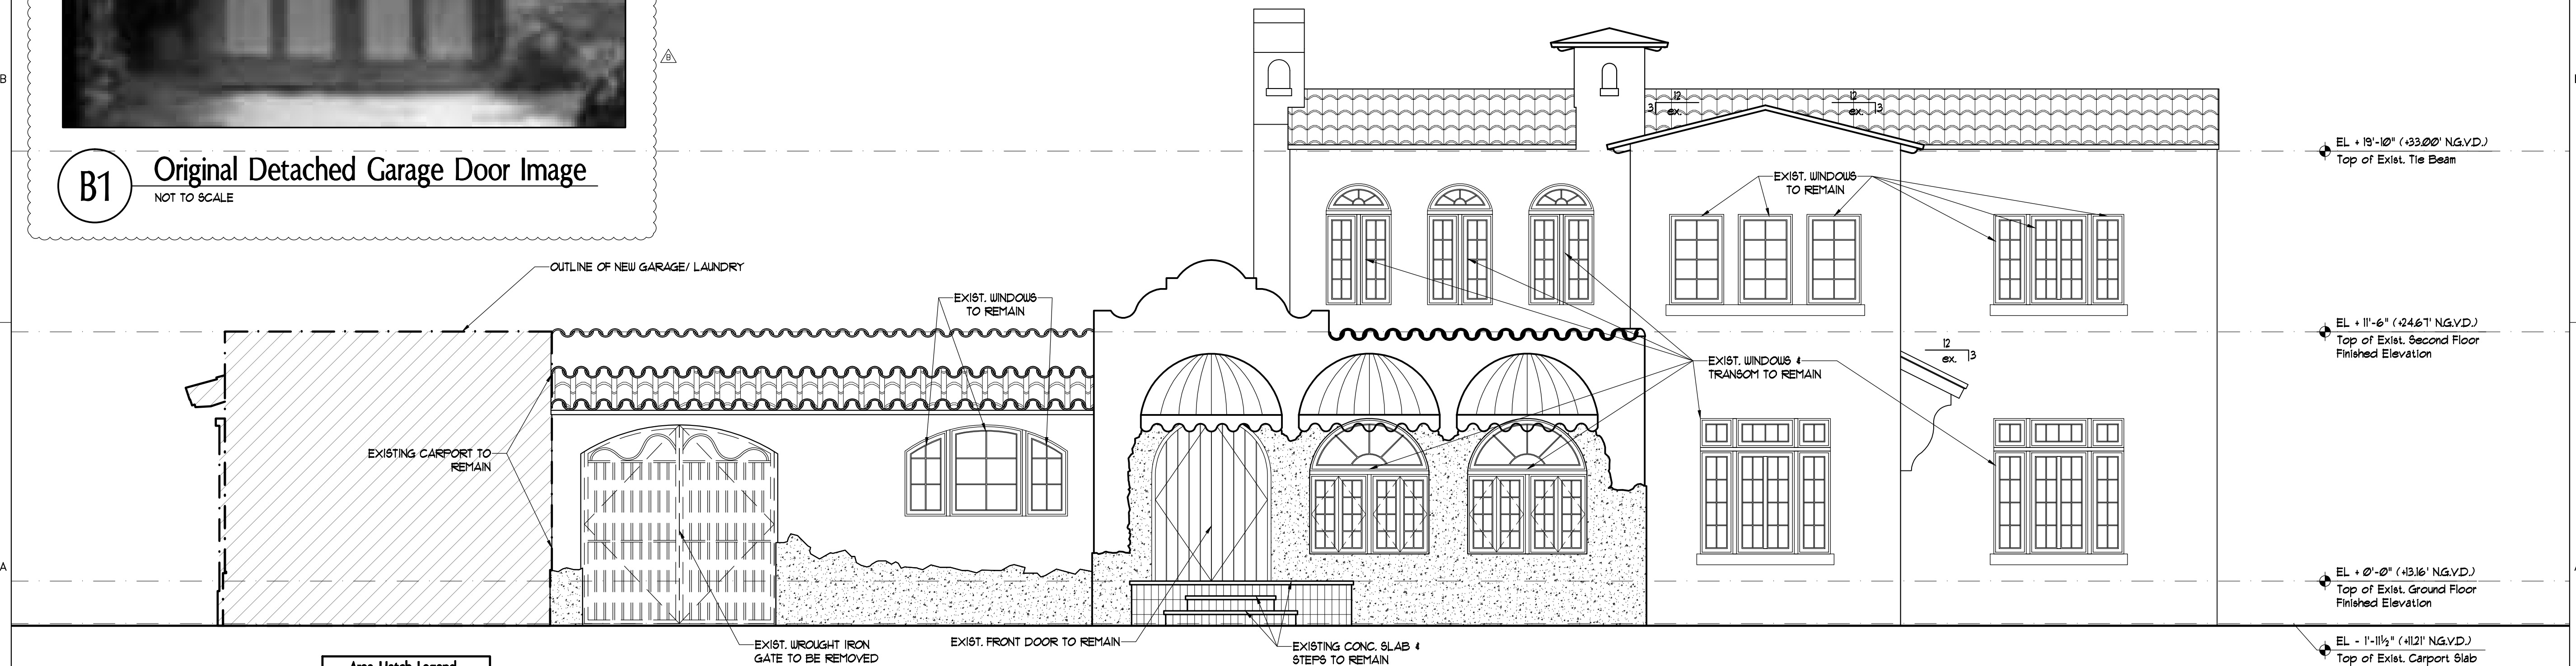 B
B
B1
Original Detached Garage Door Image
NOT TO SCALE
12
3
ex.
12
3
ex.
EL + 19'-10" (+33.00' N.G.V.D.)
Top of Exist. Tie Beam
EXIST. WINDOWS
TO REMAIN
OUTLINE OF NEW GARAGE/ LAUNDRY
EXIST. WINDOWS
TO REMAIN
EL + 11'-6" (+24.67' N.G.V.D.)
Top of Exist. Second Floor
Finished Elevation
12
3
ex.
EXIST. WINDOWS &
TRANSOM TO REMAIN
EXISTING CARPORT TO
REMAIN
A
EL + 0'-0" (+13.16' N.G.V.D.)
Top of Exist. Ground Floor
Finished Elevation
EXIST. WROUGHT IRON
GATE TO BE REMOVED
EXIST. FRONT DOOR TO REMAIN
EXISTING CONC. SLAB &
STEPS TO REMAIN
EL - 1'-11½" (+11.21' N.G.V.D.)
Top of Exist. Carport Slab
Area Hatch Legend